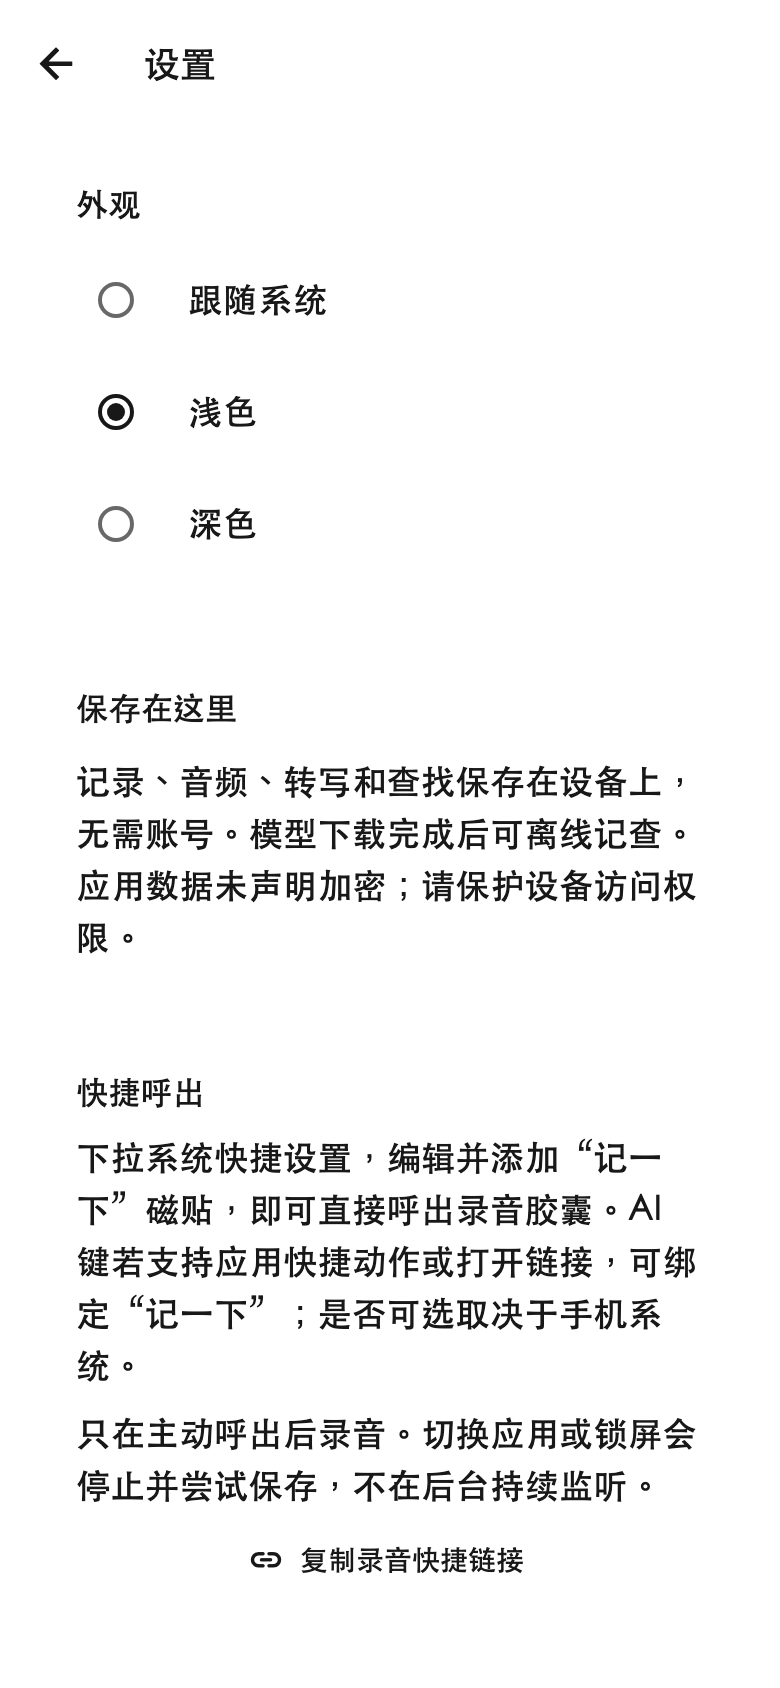 设置
外观
跟随系统
浅色
深色
保存在这里
记录、音频、转写和查找保存在设备上，
无需账号。模型下载完成后可离线记查。
应用数据未声明加密；请保护设备访问权
限。
快捷呼出
下拉系统快捷设置，编辑并添加“记一
下”磁贴，即可直接呼出录音胶囊。AI
键若支持应用快捷动作或打开链接，可绑
定“记一下”；是否可选取决于手机系
统。
只在主动呼出后录音。切换应用或锁屏会
停止并尝试保存，不在后台持续监听。
复制录音快捷链接